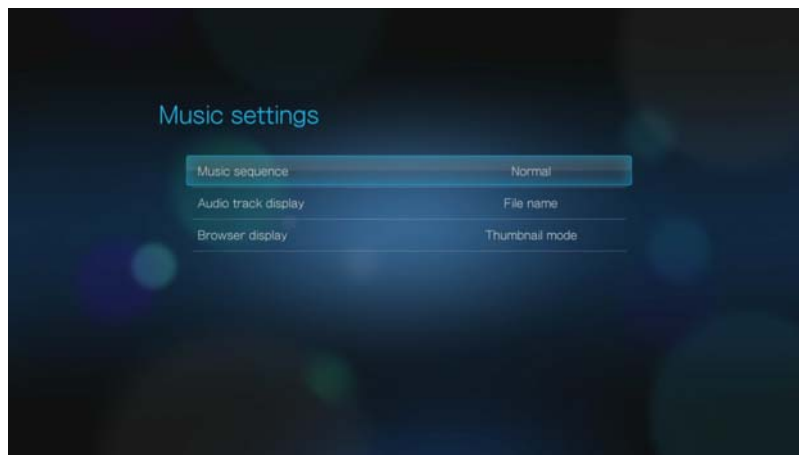 Music settings
Music sequence Normal
Audio track display File name
Browser display Thumbnail mode